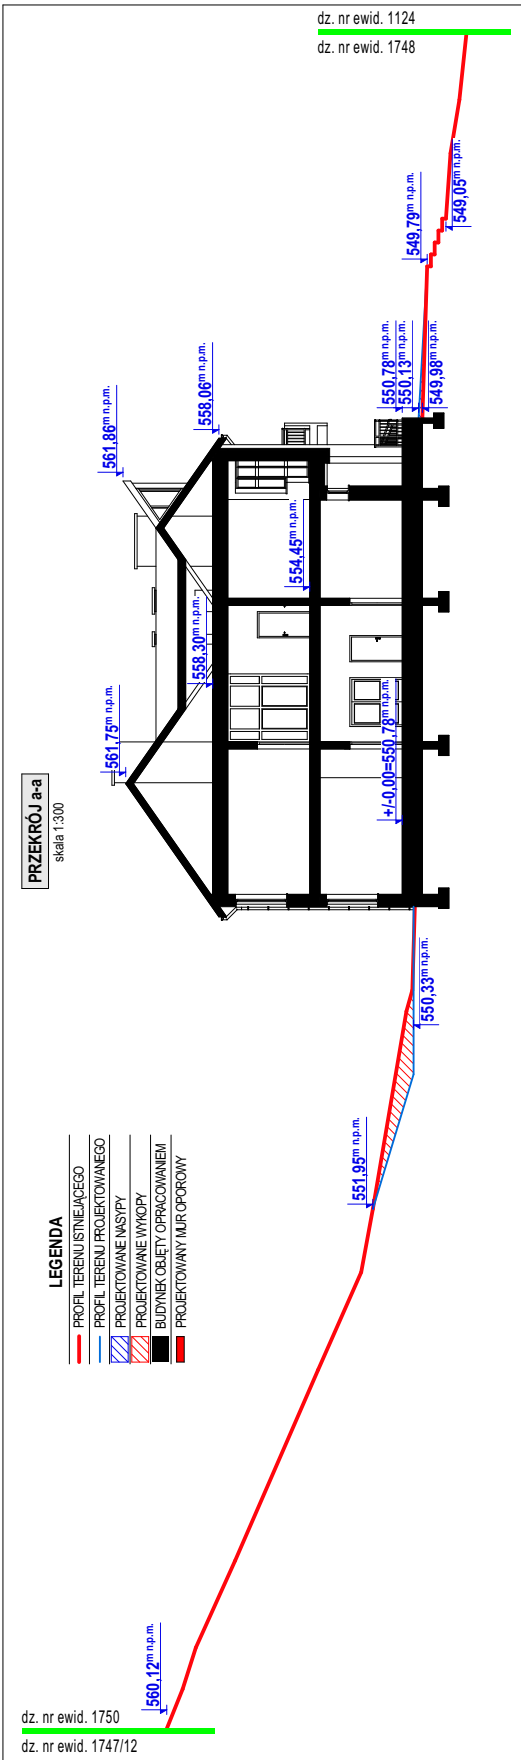 dz. nr ewid. 1124
dz. nr ewid. 1748
549,05m n.p.m.
549,79m n.p.m.
550,78m n.p.m.
550,13m n.p.m.
549,98m n.p.m.
558,06m n.p.m.
561,86m n.p.m.
554,45m n.p.m.
558,30m n.p.m.
561,75m n.p.m.
+/-0,00=550,78m n.p.m.
PRZEKRÓJ a-a
skala 1:300
550,33m n.p.m.
551,95m n.p.m.
LEGENDA
PROFIL TERENU ISTNIEJĄCEGO
PROFIL TERENU PROJEKTOWANEGO
PROJEKTOWANE NASYPY
PROJEKTOWANE WYKOPY
BUDYNEK OBJĘTY OPRACOWANIEM
PROJEKTOWANY MUR OPOROWY
560,12m n.p.m.
dz. nr ewid. 1750
dz. nr ewid. 1747/12